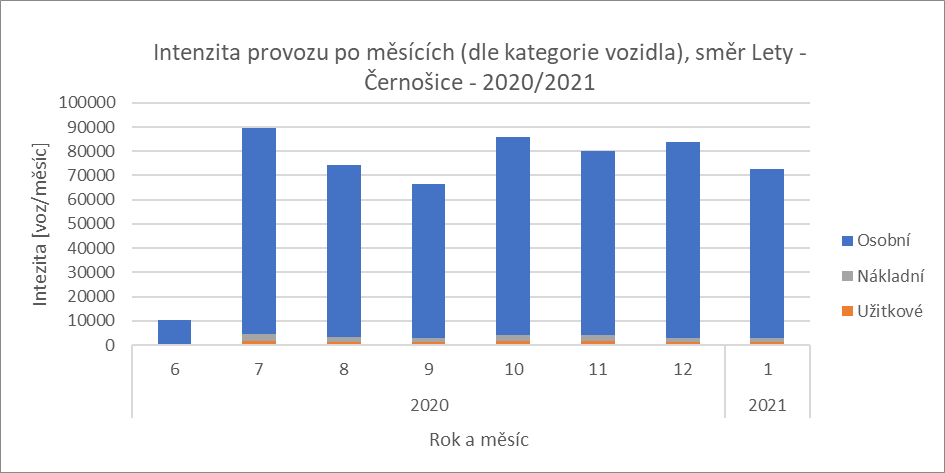 Intenzita provozu po měsících (dle kategorie vozidla), směr Lety -
Černošice - 2020/2021
Intezita [voz/měsíc]
100000
90000
80000
70000
60000
50000
40000
30000
20000
10000
0
6 7 8 9 10 11 12 1
2020 2021
Rok a měsíc
Osobní
Nákladní
Užitkové